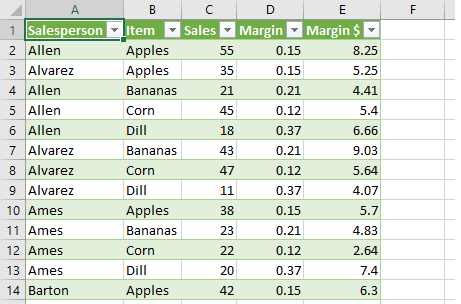 A B C D E F
1 Salesperson Item Sales Margin Margin $
2 Allen Apples 55 0.15 8.25
3 Alvarez Apples 35 0.15 5.25
4 Allen Bananas 21 0.21 4.41
5 Allen Corn 45 0.12 5.4
6 Allen Dill 18 0.37 6.66
7 Alvarez Bananas 43 0.21 9.03
8 Alvarez Corn 47 0.12 5.64
9 Alvarez Dill 11 0.37 4.07
10 Ames Apples 38 0.15 5.7
11 Ames Bananas 23 0.21 4.83
12 Ames Corn 22 0.12 2.64
13 Ames Dill 20 0.37 7.4
14 Barton Apples 42 0.15 6.3